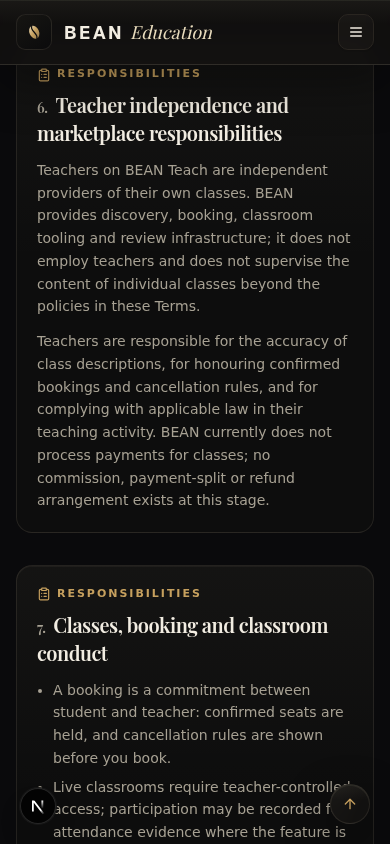 BEAN Education
RESPONSIBILITIES
6. Teacher independence and
marketplace responsibilities
Teachers on BEAN Teach are independent
providers of their own classes. BEAN
provides discovery, booking, classroom
tooling and review infrastructure; it does not
employ teachers and does not supervise the
content of individual classes beyond the
policies in these Terms.
Teachers are responsible for the accuracy of
class descriptions, for honouring confirmed
bookings and cancellation rules, and for
complying with applicable law in their
teaching activity. BEAN currently does not
process payments for classes; no
commission, payment-split or refund
arrangement exists at this stage.
RESPONSIBILITIES
7. Classes, booking and classroom
conduct
• A booking is a commitment between
student and teacher: confirmed seats are
held, and cancellation rules are shown
before you book.
• Live classrooms require teacher-controlled
access; participation may be recorded
N
attendance evidence where the feature is